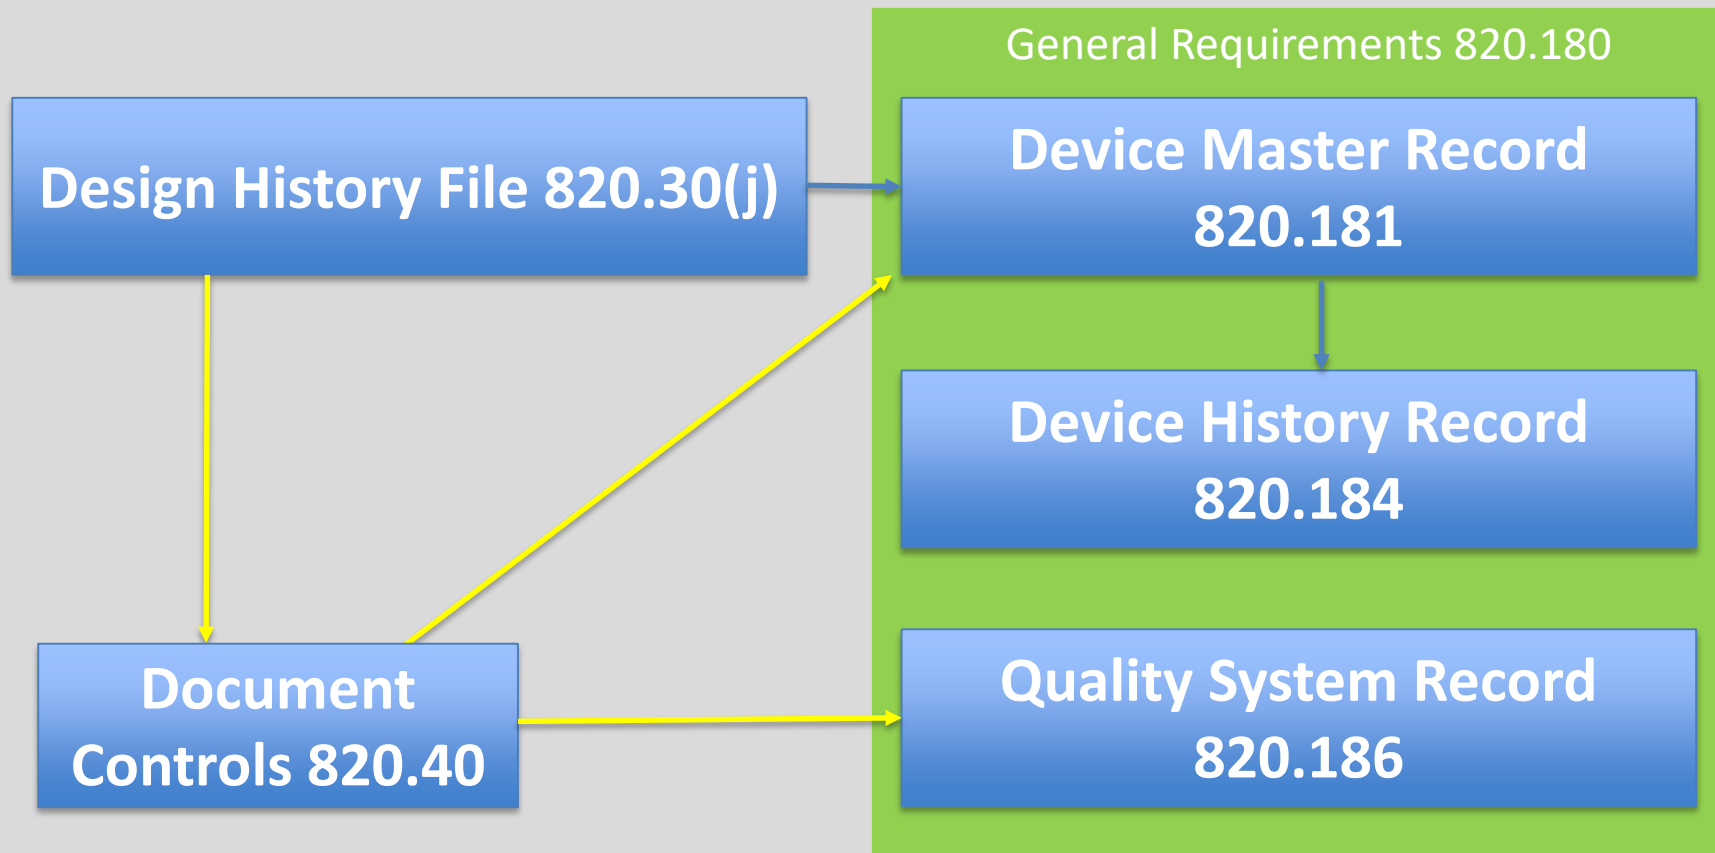 General Requirements 820.180
Design History File 820.30(j)
Device Master Record
820.181
Device History Record
820.184
Document
Controls 820.40
Quality System Record
820.186